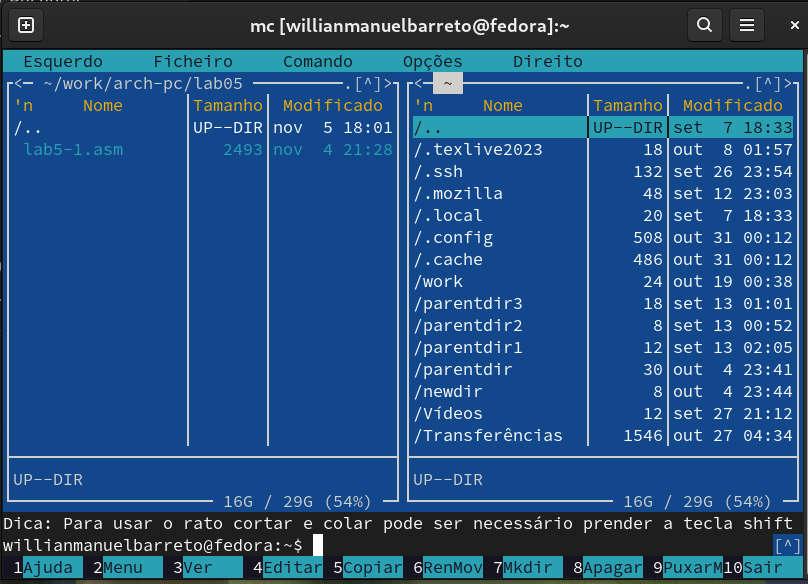 mc [willianmanuelbarreto@fedora]:~
Esquerdo Ficheiro Comando Opções Direito
<─ ~/work/arch-pc/lab05 ─.[^]>
'n Nome Tamanho Modificado
/.. UP--DIR nov 5 18:01
lab5-1.asm 2493 nov 4 21:28
UP--DIR
16G / 29G (54%)
<─ ~ ─.[^]>
'n Nome Tamanho Modificado
/.. UP--DIR set 7 18:33
/.texlive2023 18 out 8 01:57
/.ssh 132 set 26 23:54
/.mozilla 48 set 12 23:03
/.local 20 set 7 18:33
/.config 508 out 31 00:12
/.cache 486 out 31 00:12
/work 24 out 19 00:38
/parentdir3 18 set 13 01:01
/parentdir2 8 set 13 00:52
/parentdir1 12 set 13 02:05
/parentdir 30 out 4 23:41
/newdir 8 out 4 23:44
/Vídeos 12 set 27 21:12
/Transferências 1546 out 27 04:34
UP--DIR
16G / 29G (54%)
Dica: Para usar o rato cortar e colar pode ser necessário prender a tecla shift
willianmanuelbarreto@fedora:~$ [^]
1Ajuda 2Menu 3Ver 4Editar 5Copiar 6RenMov 7Mkdir 8Apagar 9PuxarM 10Sair